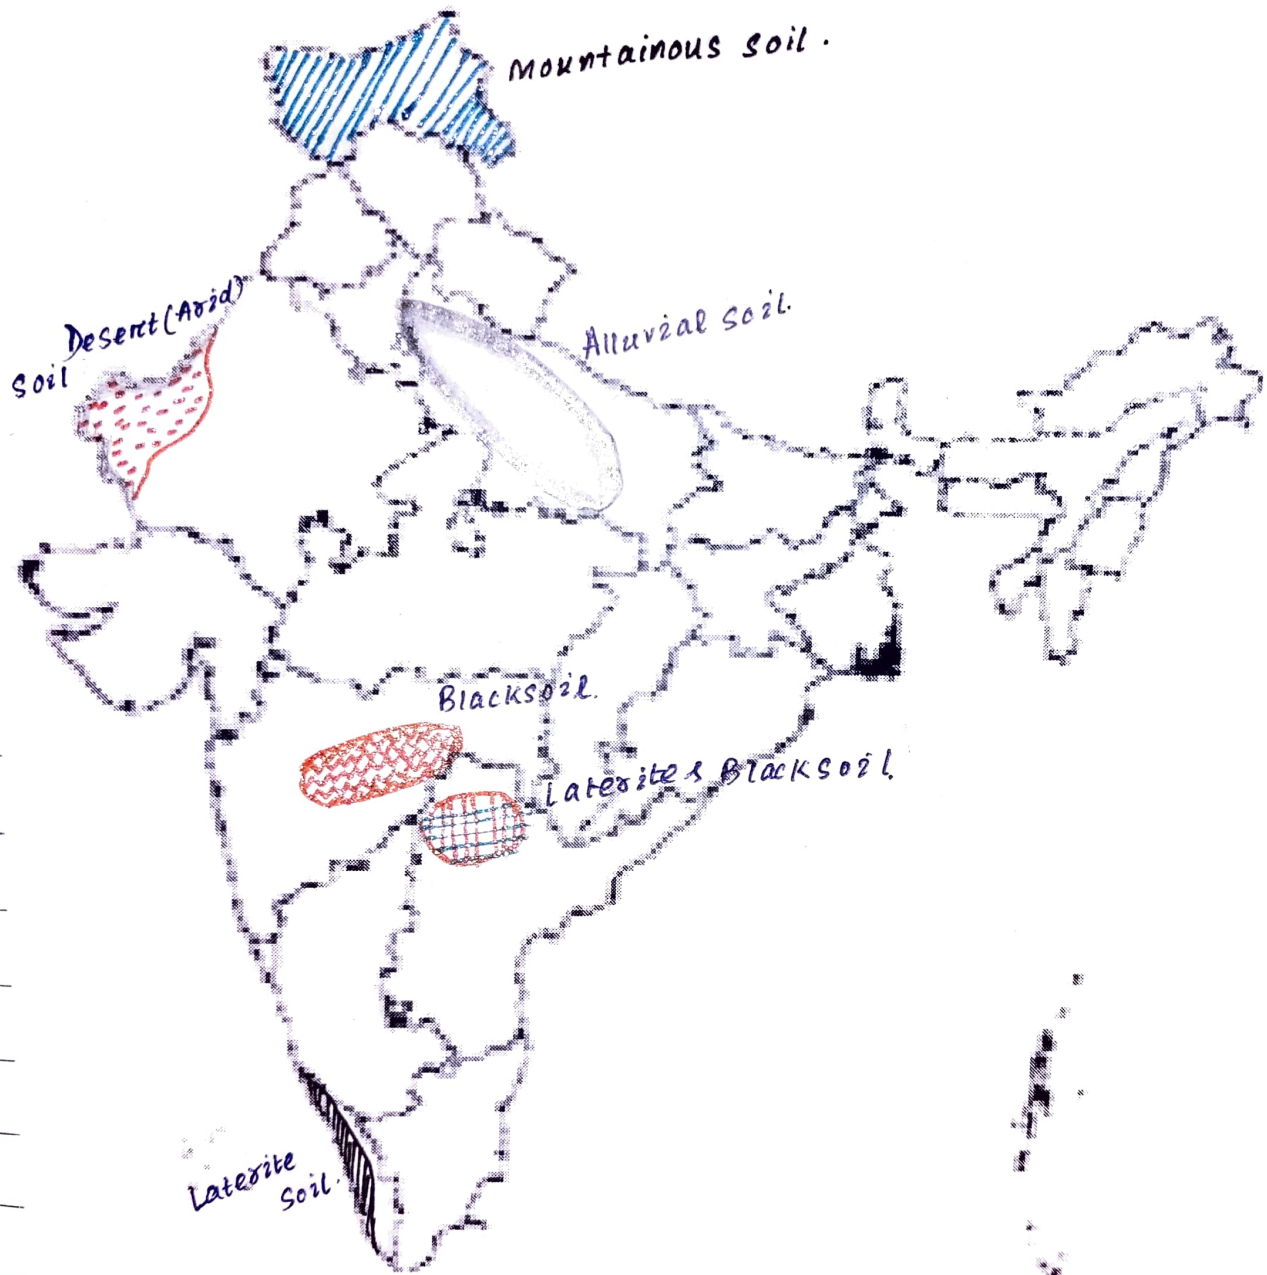 Mountainous soil.
Desert(Arid)
Soil
Alluvial soil.
Blacksoil.
Laterite & Blacksoil.
Laterite
Soil.